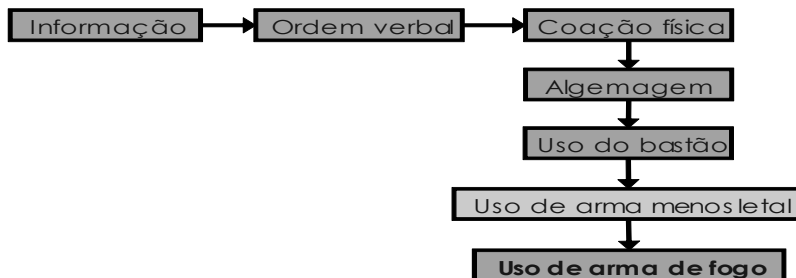 Informação
Ordem verbal
Coação física
Algemagem
Uso do bastão
Uso de arma menos letal
Uso de arma de fogo